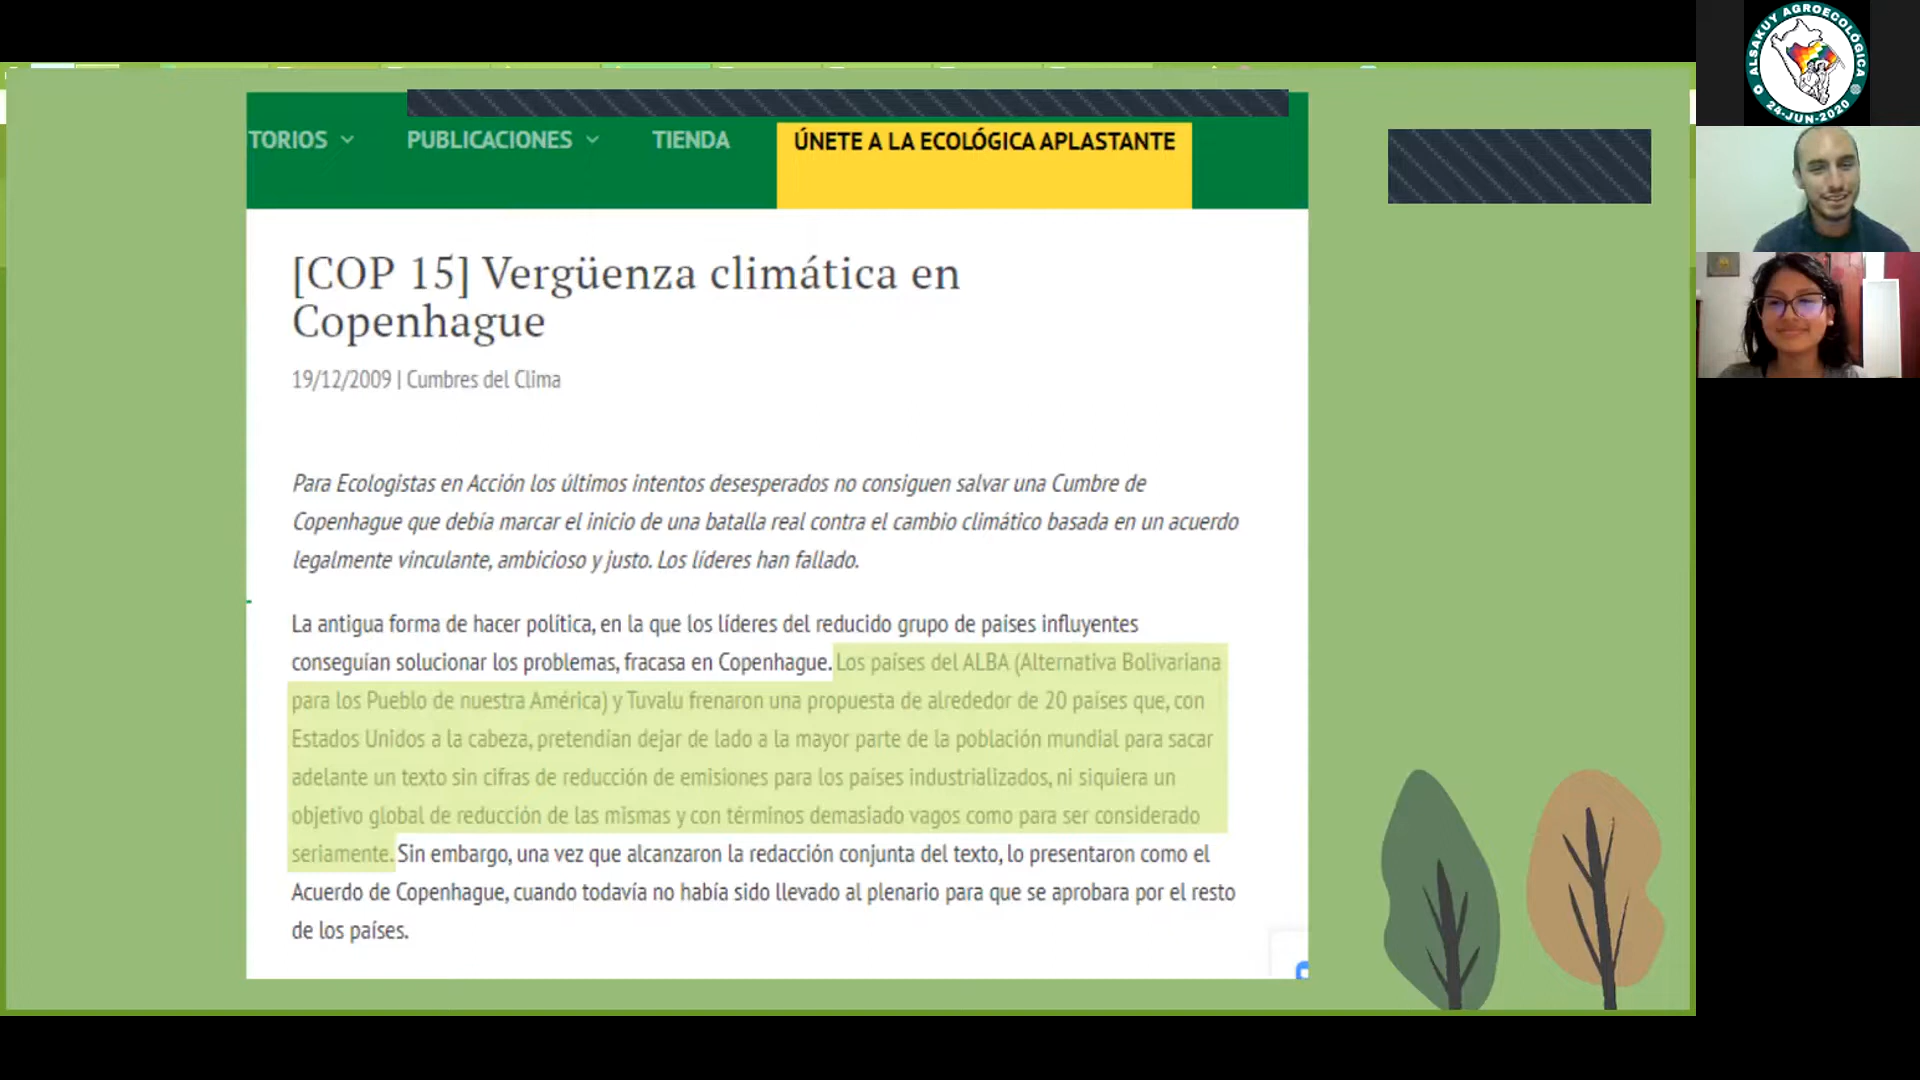 TORIOS
PUBLICACIONES
TIENDA
ÚNETE A LA ECOLÓGICA APLASTANTE
[COP 15] Vergüenza climática en
Copenhague
19/12/2009 | Cumbres del Clima
Para Ecologistas en Acción los últimos intentos desesperados no consiguen salvar una Cumbre de
Copenhague que debía marcar el inicio de una batalla real contra el cambio climático basada en un acuerdo
legalmente vinculante, ambicioso y justo. Los líderes han fallado.
La antigua forma de hacer política, en la que los líderes del reducido grupo de países influyentes
conseguían solucionar los problemas, fracasa en Copenhague. Los países del ALBA (Alternativa Bolivariana
para los Pueblo de nuestra América) y Tuvalu frenaron una propuesta de alrededor de 20 países que, con
Estados Unidos a la cabeza, pretendían dejar de lado a la mayor parte de la población mundial para sacar
adelante un texto sin cifras de reducción de emisiones para los países industrializados, ni siquiera un
objetivo global de reducción de las mismas y con términos demasiado vagos como para ser considerado
seriamente. Sin embargo, una vez que alcanzaron la redacción conjunta del texto, lo presentaron como el
Acuerdo de Copenhague, cuando todavía no había sido llevado al plenario para que se aprobara por el resto
de los países.
ALSAKUY AGROECOLÓGICA
24-JUN-2020